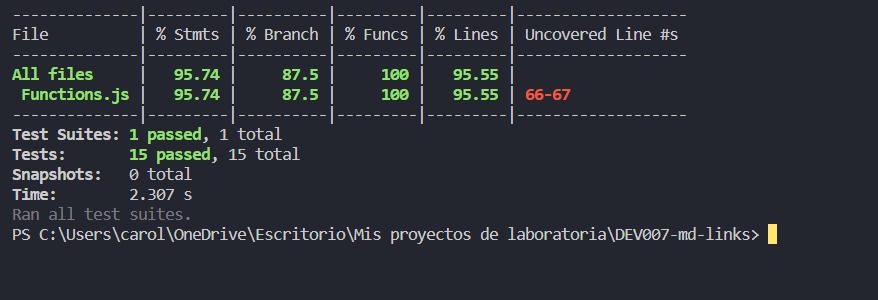 ----------|---------|----------|---------|---------|-------------------
File | % Stmts | % Branch | % Funcs | % Lines | Uncovered Line #s
----------|---------|----------|---------|---------|-------------------
All files | 95.74 | 87.5 | 100 | 95.55 |
Functions.js | 95.74 | 87.5 | 100 | 95.55 | 66-67
----------|---------|----------|---------|---------|-------------------
Test Suites: 1 passed, 1 total
Tests: 15 passed, 15 total
Snapshots: 0 total
Time: 2.307 s
Ran all test suites.
PS C:\Users\carol\OneDrive\Escritorio\Mis proyectos de laboratoria\DEV007-md-links>